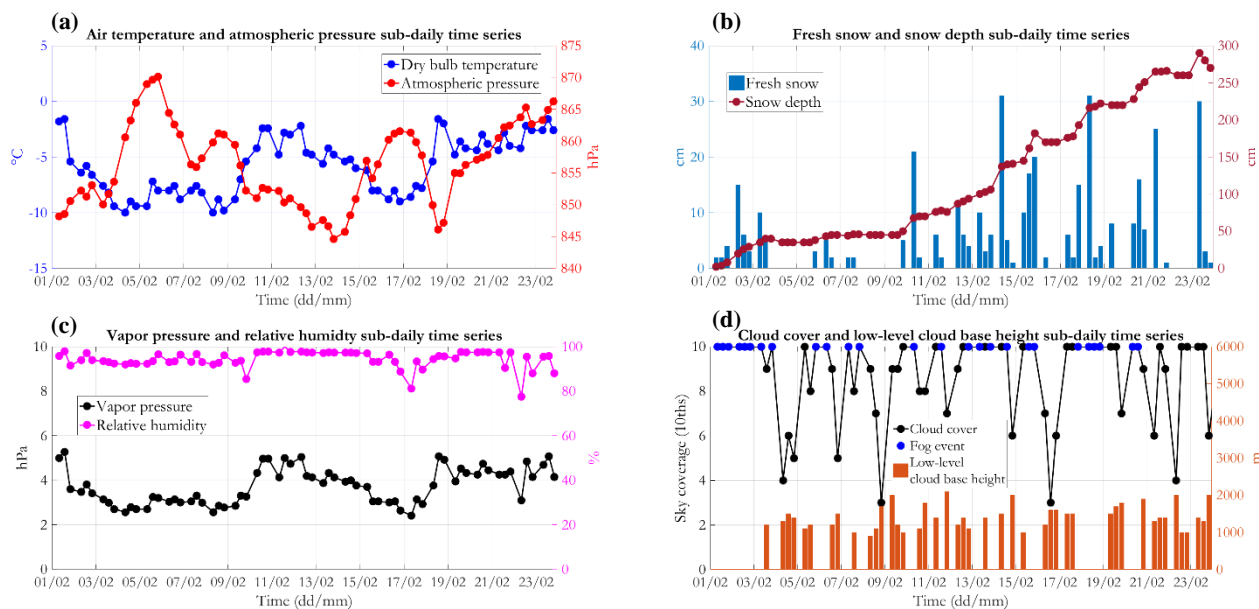 (a)
Air temperature and atmospheric pressure sub-daily time series
5
0
-5
-10
-15
°C
875
870
865
860
855
850
845
840
hPa
Dry bulb temperature
Atmospheric pressure
01/02 03/02 05/02 07/02 09/02 11/02 13/02 15/02 17/02 19/02 21/02 23/02
Time (dd/mm)
(b)
Fresh snow and snow depth sub-daily time series
40
30
20
10
0
cm
300
250
200
150
100
50
0
cm
Fresh snow
Snow depth
01/02 03/02 05/02 07/02 09/02 11/02 13/02 15/02 17/02 19/02 21/02 23/02
Time (dd/mm)
(c)
Vapor pressure and relative humidty sub-daily time series
10
8
6
4
2
0
hPa
100
80
60
40
20
0
%
Vapor pressure
Relative humidity
01/02 03/02 05/02 07/02 09/02 11/02 13/02 15/02 17/02 19/02 21/02 23/02
Time (dd/mm)
(d)
Cloud cover and low-level cloud base height sub-daily time series
10
8
6
4
2
0
Sky coverage (10ths)
6000
5000
4000
3000
2000
1000
0
m
Cloud cover
Fog event
Low-level
cloud base height
01/02 03/02 05/02 07/02 09/02 11/02 13/02 15/02 17/02 19/02 21/02 23/02
Time (dd/mm)